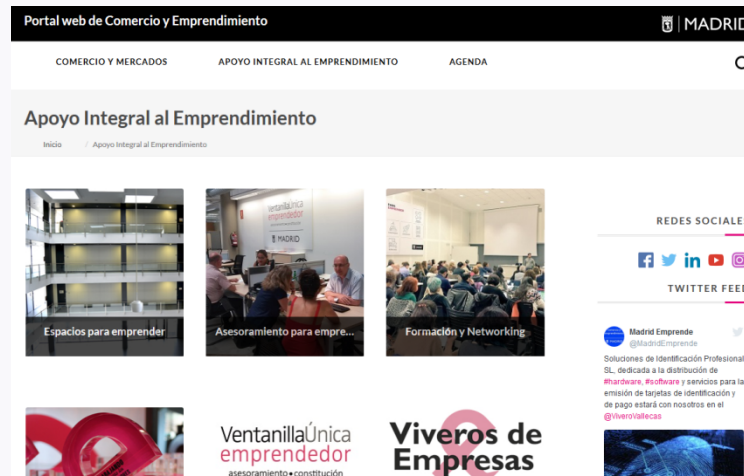 Portal web de Comercio y Emprendimiento
MADRID
COMERCIO Y MERCADOS
APOYO INTEGRAL AL EMPRENDIMIENTO
AGENDA
Apoyo Integral al Emprendimiento
Inicio / Apoyo Integral al Emprendimiento
VentanillaÚnica
emprendedor
MADRID
Espacios para emprender
Asesoramiento para empre...
Formación y Networking
REDES SOCIALE
TWITTER FEED
Madrid Emprende
@MadridEmprende
Soluciones de Identificación Profesional
SL, dedicada a la distribución de
#hardware, #software y servicios para la
emisión de tarjetas de identificación y
de pago estará con nosotros en el
@ViveroVallecas
VentanillaÚnica
emprendedor
asesoramiento•constitución
Viveros de
Empresas